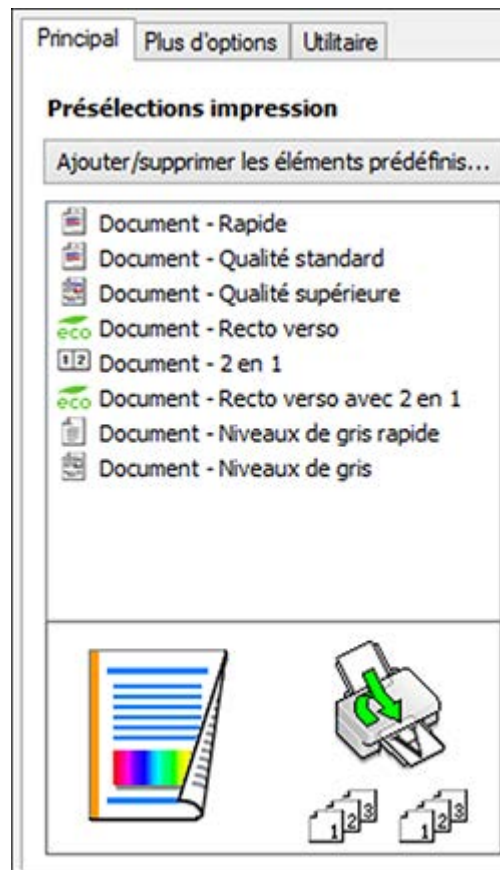 Principal Plus d'options Utilitaire
Présélections impression
Ajouter/supprimer les éléments prédéfinis...
Document - Rapide
Document - Qualité standard
Document - Qualité supérieure
eco Document - Recto verso
1 2 Document - 2 en 1
eco Document - Recto verso avec 2 en 1
Document - Niveaux de gris rapide
Document - Niveaux de gris
1 2 3 1 2 3